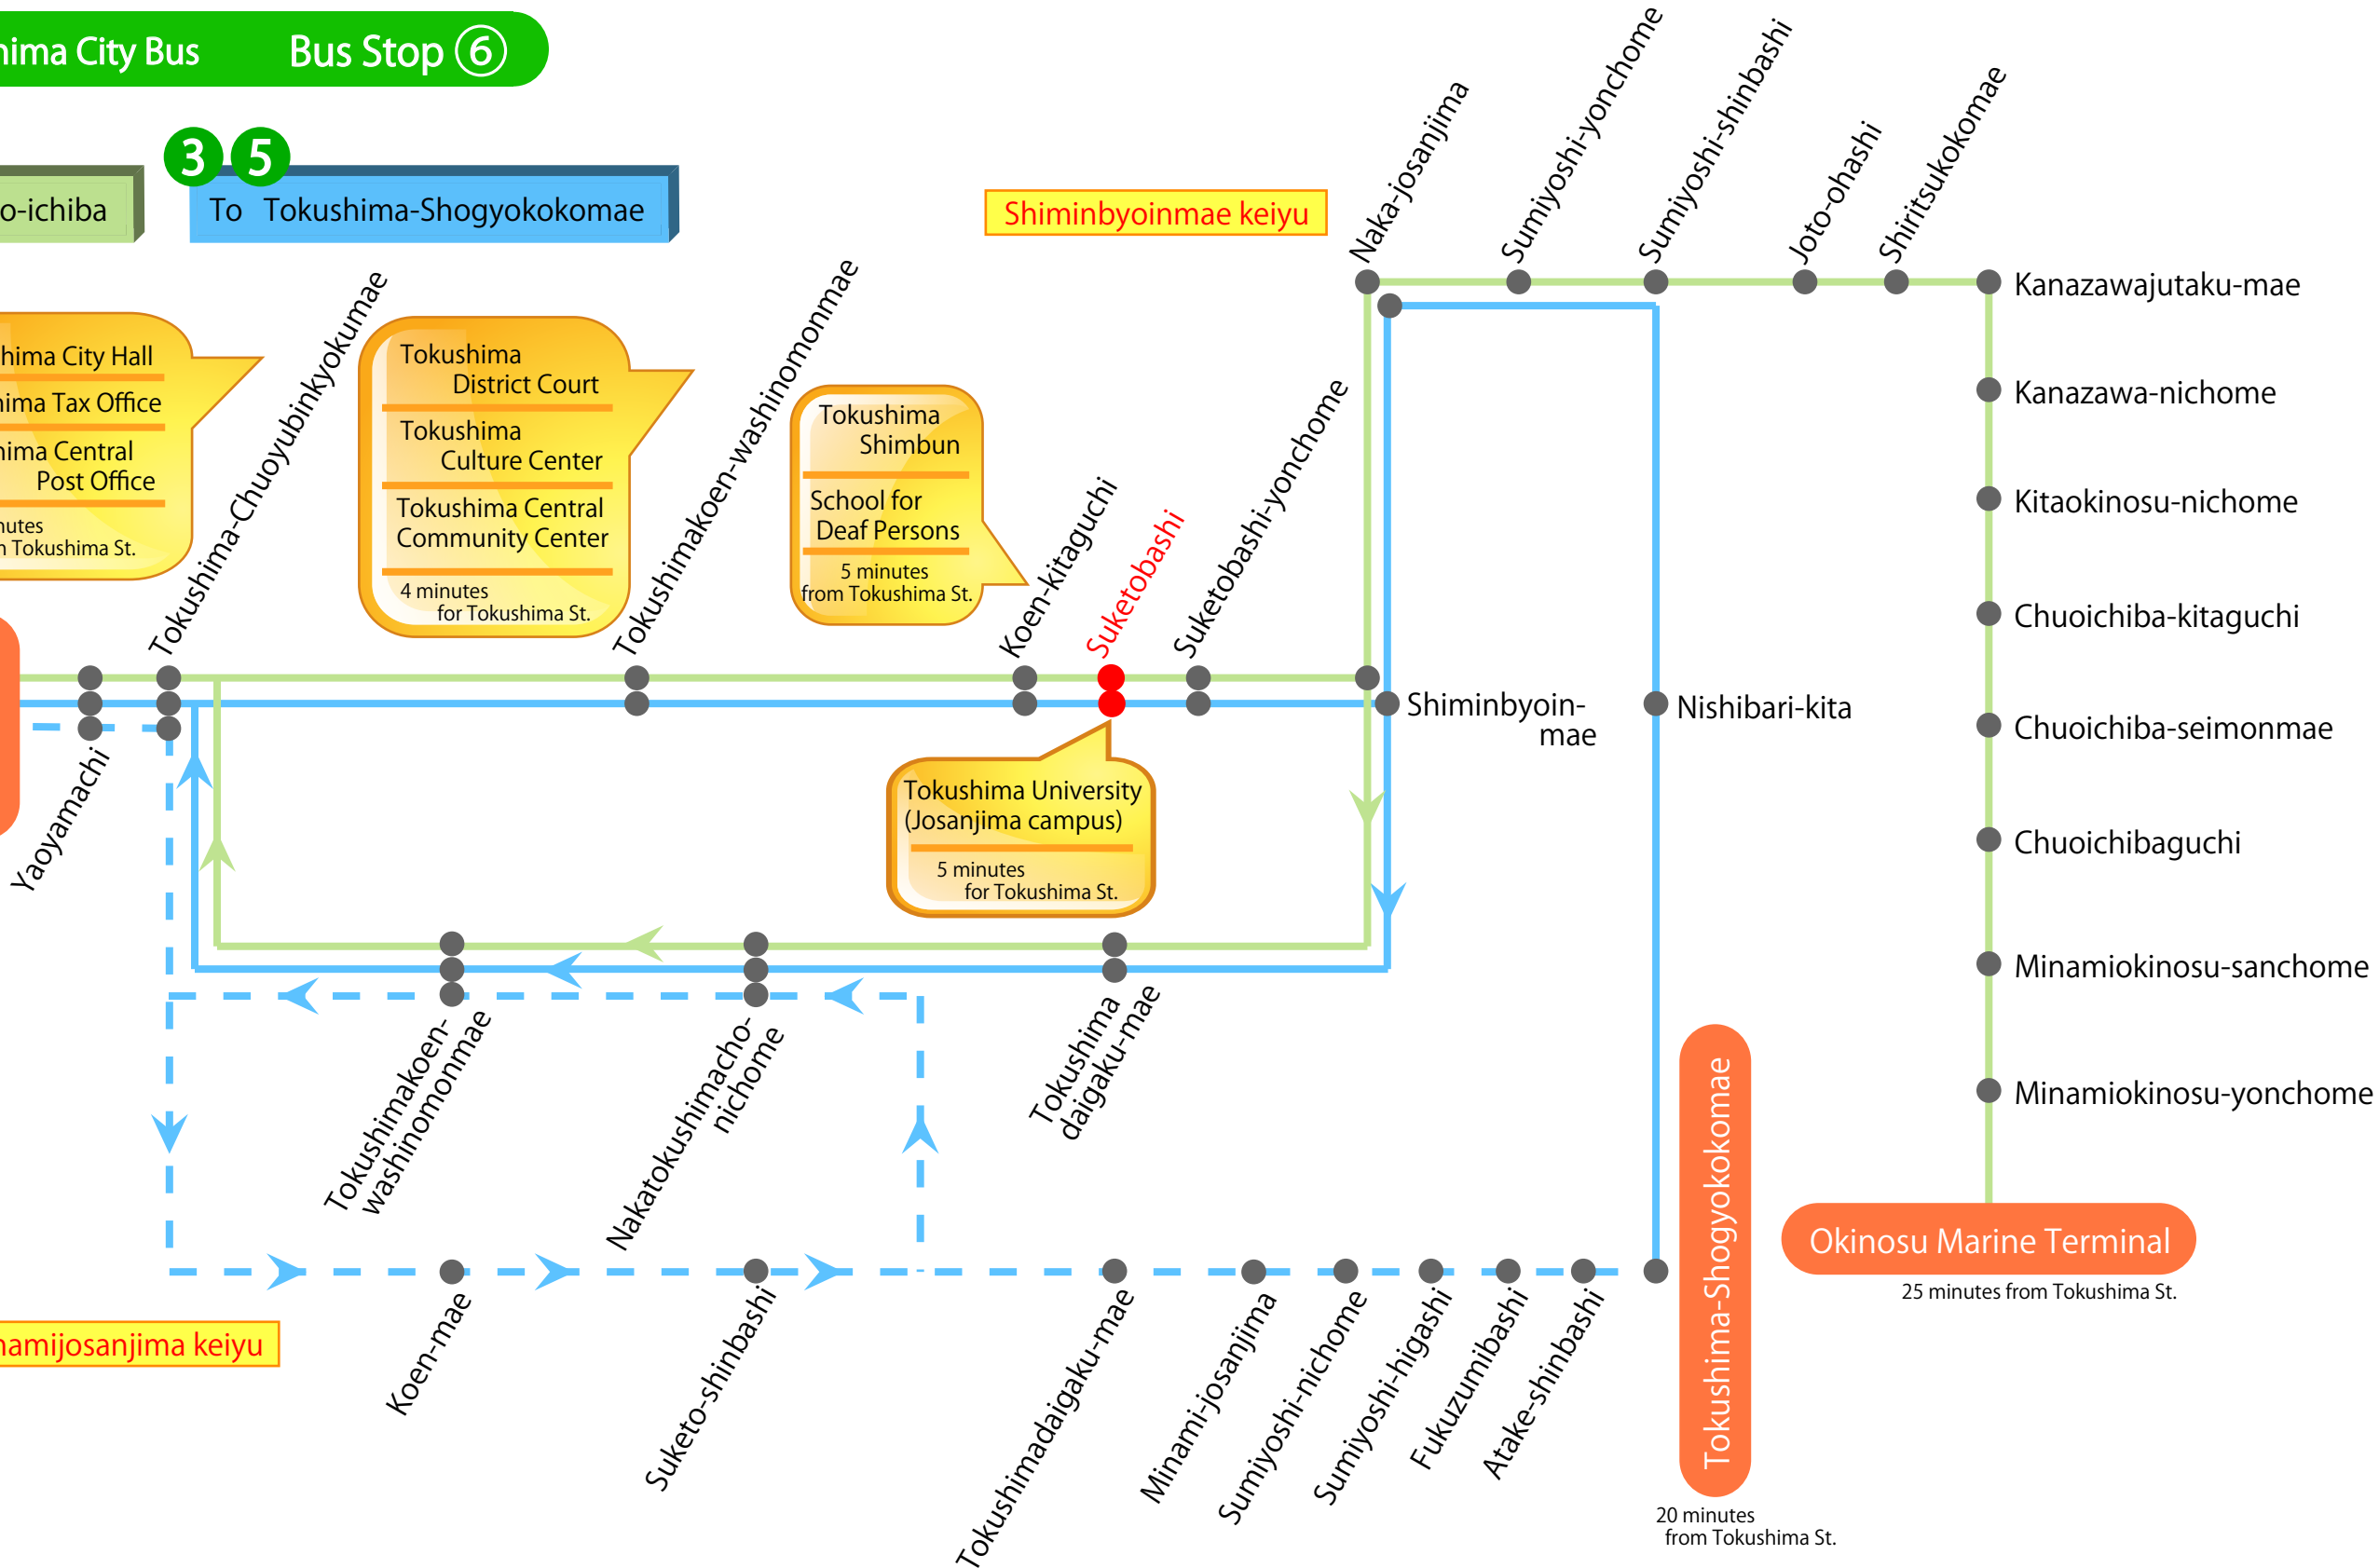 hima City Bus
Bus Stop ⑥
3 5
o-ichiba
To Tokushima-Shogyokokomae
Shiminbyoinmae keiyu
Naka-josanjima
Sumiyoshi-yonchome
Sumiyoshi-shinbashi
Joto-ohashi
Shiritsukokomae
Kanazawajutaku-mae
Kanazawa-nichome
Kitaokinosu-nichome
Chuoichiba-kitaguchi
Chuoichiba-seimonmae
Chuoichibaguchi
Minamiokinosu-sanchome
Minamiokinosu-yonchome
Okinosu Marine Terminal
25 minutes from Tokushima St.
hima City Hall
hima Tax Office
hima Central
Post Office
nutes
n Tokushima St.
Tokushima-Chuoyubinkyokumae
Tokushima
District Court
Tokushima
Culture Center
Tokushima Central
Community Center
4 minutes
for Tokushima St.
Tokushimakoen-washinomonmae
Tokushima
Shimbun
School for
Deaf Persons
5 minutes
from Tokushima St.
Koen-kitaguchi
Suketobashi
Suketobashi-yonchome
Shiminbyoin-
mae
Nishibari-kita
Yaoyamachi
Tokushima University
(Josanjima campus)
5 minutes
for Tokushima St.
Tokushimakoen-
washinomonmae
Nakatokushimacho-
nichome
Tokushima
daigaku-mae
namijosanjima keiyu
Koen-mae
Suketo-shinbashi
Tokushimadaigaku-mae
Minami-josanjima
Sumiyoshi-nichome
Sumiyoshi-higashi
Fukuzumibashi
Atake-shinbashi
Tokushima-Shogyokokomae
20 minutes
from Tokushima St.